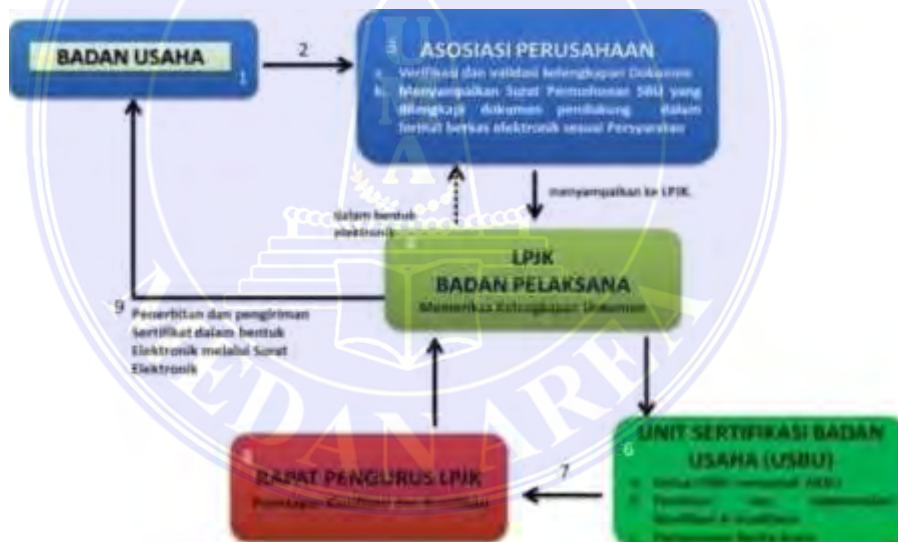 BADAN USAHA
1
2
3
ASOSIASI PERUSAHAAN
a. Verifikasi dan validasi kelengkapan Dokumen
b. Menyampaikan Surat Permohonan SBU yang
dilengkapi dokumen pendukung dalam
format berkas elektronik sesuai Persyaratan
menyampaikan ke LPJK
dalam bentuk
elektronik
LPJK
BADAN PELAKSANA
Memeriksa Kelengkapan Dokumen
9
Penerbitan dan pengiriman
Sertifikat dalam bentuk
Elektronik melalui Surat
Elektronik
RAPAT PENGURUS LPJK
7
6
UNIT SERTIFIKASI BADAN
USAHA (USBU)
MEDAN AREA